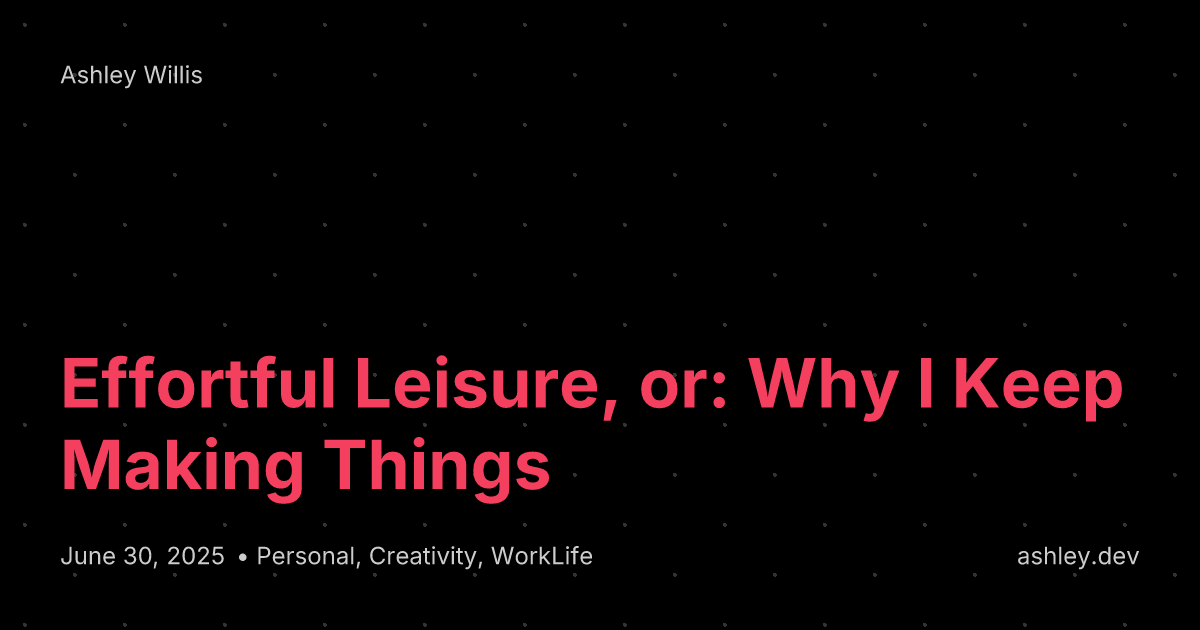 Ashley Willis
Effortful Leisure, or: Why I Keep
Making Things
June 30, 2025 • Personal, Creativity, WorkLife
ashley.dev